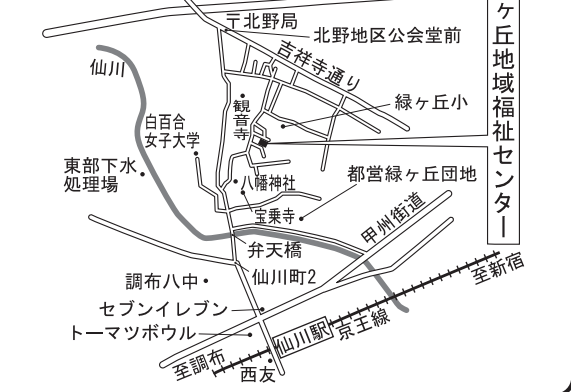 〒北野局
北野地区公会堂前
吉祥寺通り
仙川
緑ヶ丘小
観音寺
白百合
女子大学
東部下水
処理場
八幡神社
都営緑ヶ丘団地
宝乗寺
甲州街道
弁天橋
仙川町2
調布八中
セブンイレブン
トーマツボウル
至調布
仙川駅
京王線
至新宿
西友
ヶ丘地域福祉センター